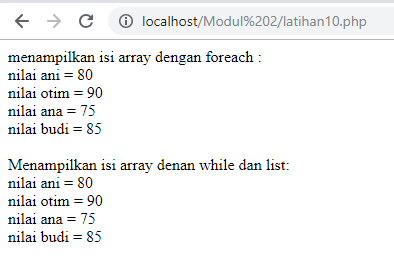 localhost/Modul%202/latihan10.php
menampilkan isi array dengan foreach :
nilai ani = 80
nilai otim = 90
nilai ana = 75
nilai budi = 85
Menampilkan isi array denan while dan list:
nilai ani = 80
nilai otim = 90
nilai ana = 75
nilai budi = 85